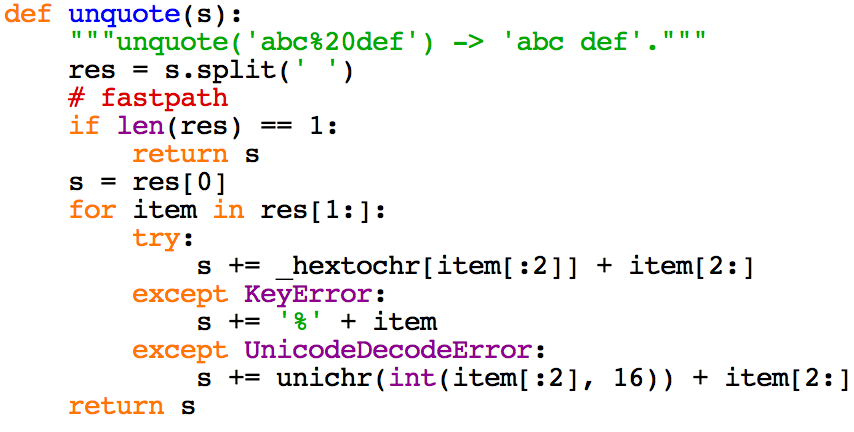 def unquote(s):
    """unquote('abc%20def') -> 'abc def'."""
    res = s.split(' ')
    # fastpath
    if len(res) == 1:
        return s
    s = res[0]
    for item in res[1:]:
        try:
            s += _hextochr[item[:2]] + item[2:]
        except KeyError:
            s += '%' + item
        except UnicodeDecodeError:
            s += unichr(int(item[:2], 16)) + item[2:]
    return s